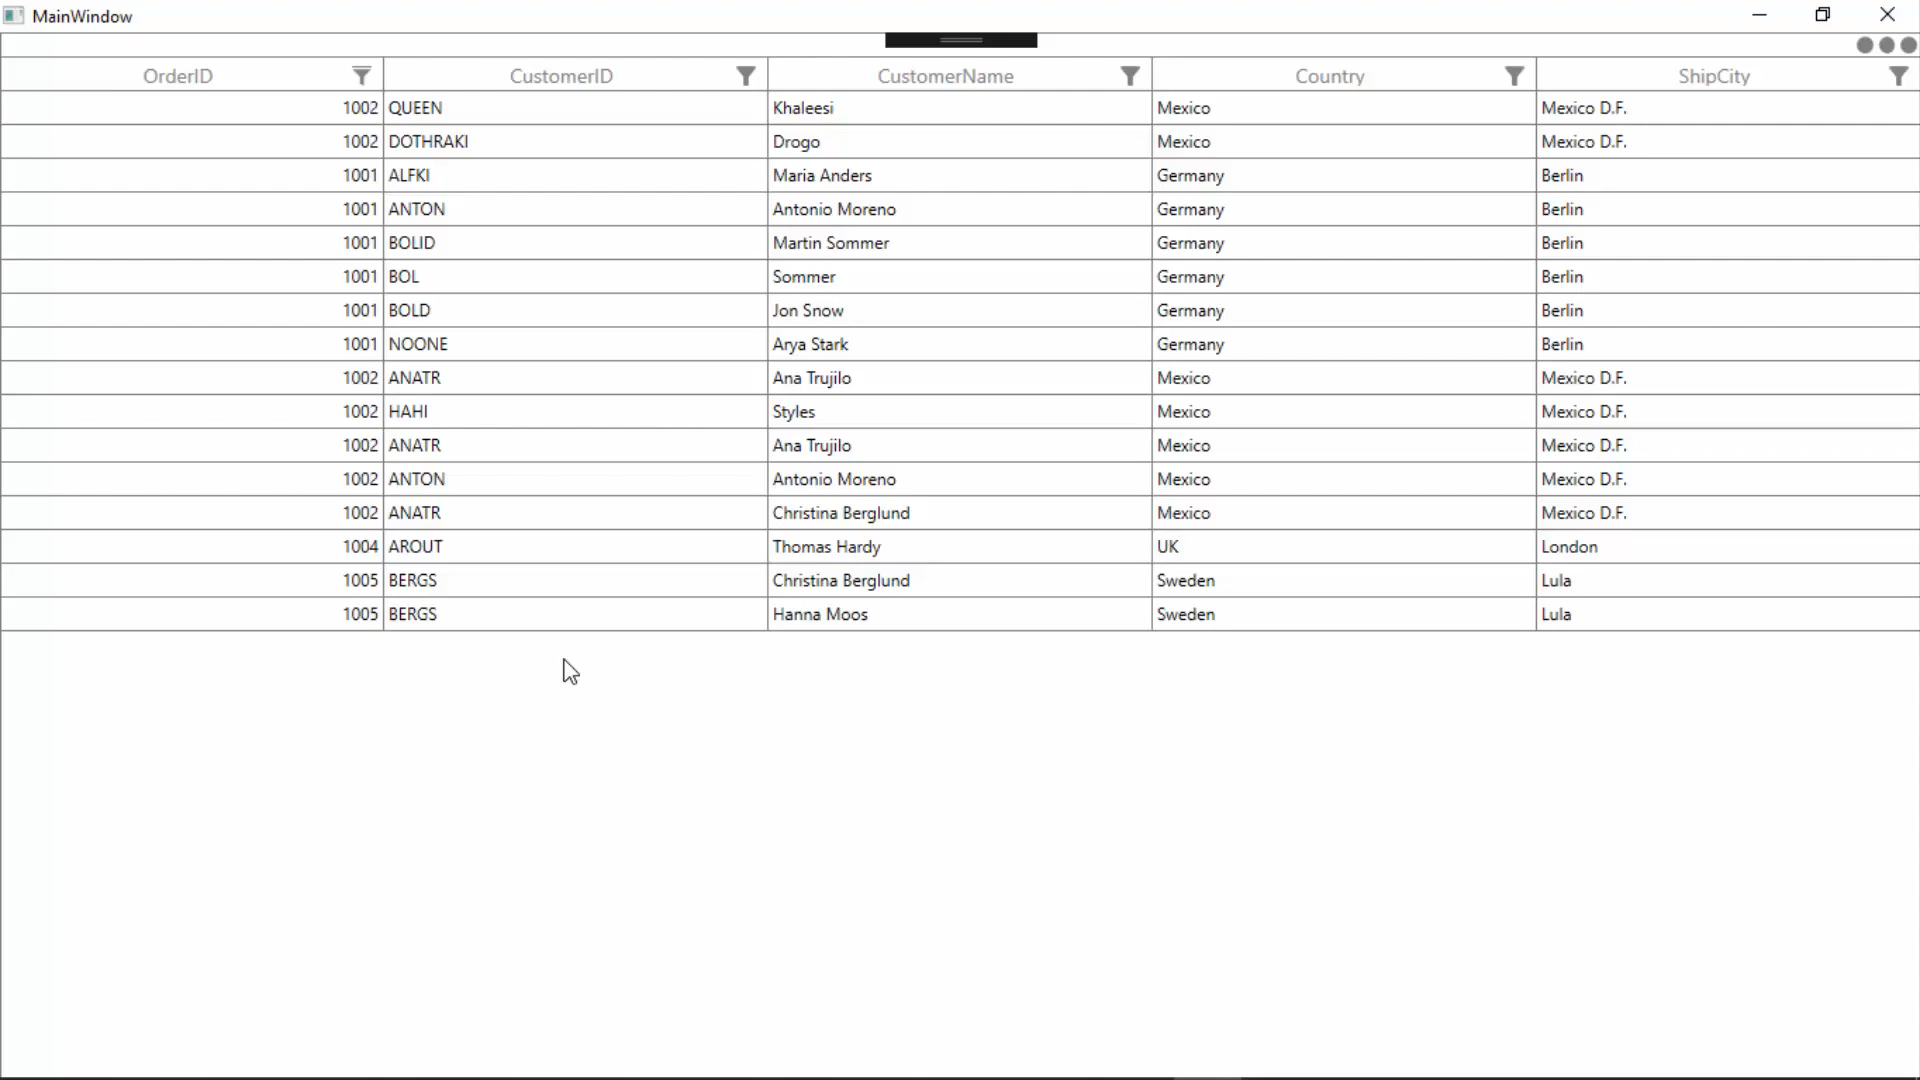 MainWindow
OrderID CustomerID CustomerName Country ShipCity
1002 QUEEN Khaleesi Mexico Mexico D.F.
1002 DOTHRAKI Drogo Mexico Mexico D.F.
1001 ALFKI Maria Anders Germany Berlin
1001 ANTON Antonio Moreno Germany Berlin
1001 BOLID Martin Sommer Germany Berlin
1001 BOL Sommer Germany Berlin
1001 BOLD Jon Snow Germany Berlin
1001 NOONE Arya Stark Germany Berlin
1002 ANATR Ana Trujilo Mexico Mexico D.F.
1002 HAHI Styles Mexico Mexico D.F.
1002 ANATR Ana Trujilo Mexico Mexico D.F.
1002 ANTON Antonio Moreno Mexico Mexico D.F.
1002 ANATR Christina Berglund Mexico Mexico D.F.
1004 AROUT Thomas Hardy UK London
1005 BERGS Christina Berglund Sweden Lula
1005 BERGS Hanna Moos Sweden Lula